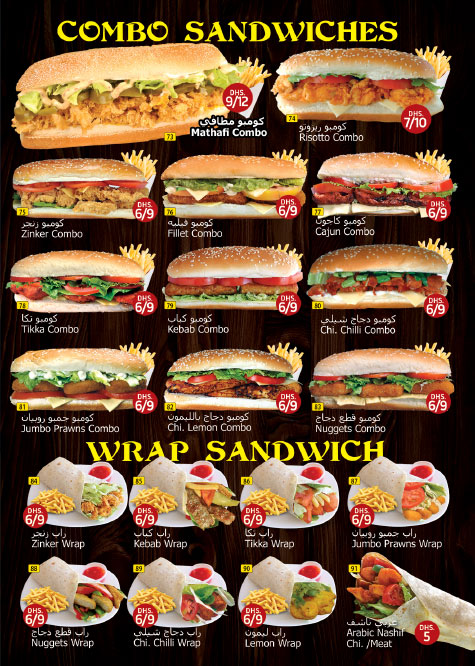 COMBO SANDWICHES
DHS.
9/12
73
كومبو مطافي
Mathafi Combo
74
DHS.
7/10
كومبو ريزوتو
Risotto Combo
75
DHS.
6/9
كومبو زنجر
Zinker Combo
76
DHS.
6/9
كومبو فيليه
Fillet Combo
77
DHS.
6/9
كومبو كاجون
Cajun Combo
78
DHS.
6/9
كومبو تكا
Tikka Combo
79
DHS.
6/9
كومبو كباب
Kebab Combo
80
DHS.
6/9
كومبو دجاج شيلي
Chi. Chilli Combo
81
DHS.
6/9
كومبو جمبو روبيان
Jumbo Prawns Combo
82
DHS.
6/9
كومبو دجاج بالليمون
Chi. Lemon Combo
83
DHS.
6/9
كومبو قطع دجاج
Nuggets Combo
WRAP SANDWICH
84
DHS.
6/9
راب زنجر
Zinker Wrap
85
DHS.
6/9
راب كباب
Kebab Wrap
86
DHS.
6/9
راب تكا
Tikka Wrap
87
DHS.
6/9
راب جمبو روبيان
Jumbo Prawns Wrap
88
DHS.
6/9
راب قطع دجاج
Nuggets Wrap
89
DHS.
6/9
راب دجاج شيلي
Chi. Chilli Wrap
90
DHS.
6/9
راب ليمون
Lemon Wrap
91
DHS.
5
عربي ناشف
Arabic Nashif
Chi. /Meat